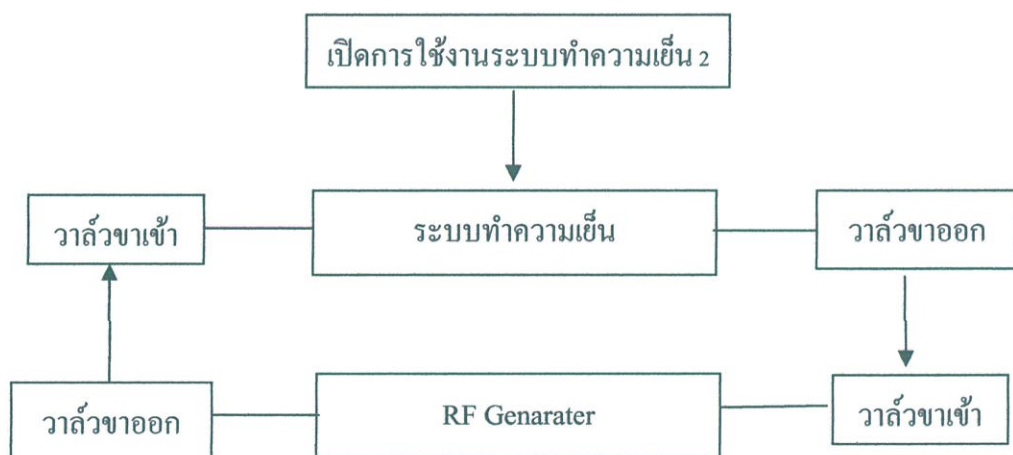 เปิดการใช้งานระบบทำความเย็น 2
วาล์วขาเข้า
ระบบทำความเย็น
วาล์วขาออก
วาล์วขาออก
RF Genarater
วาล์วขาเข้า